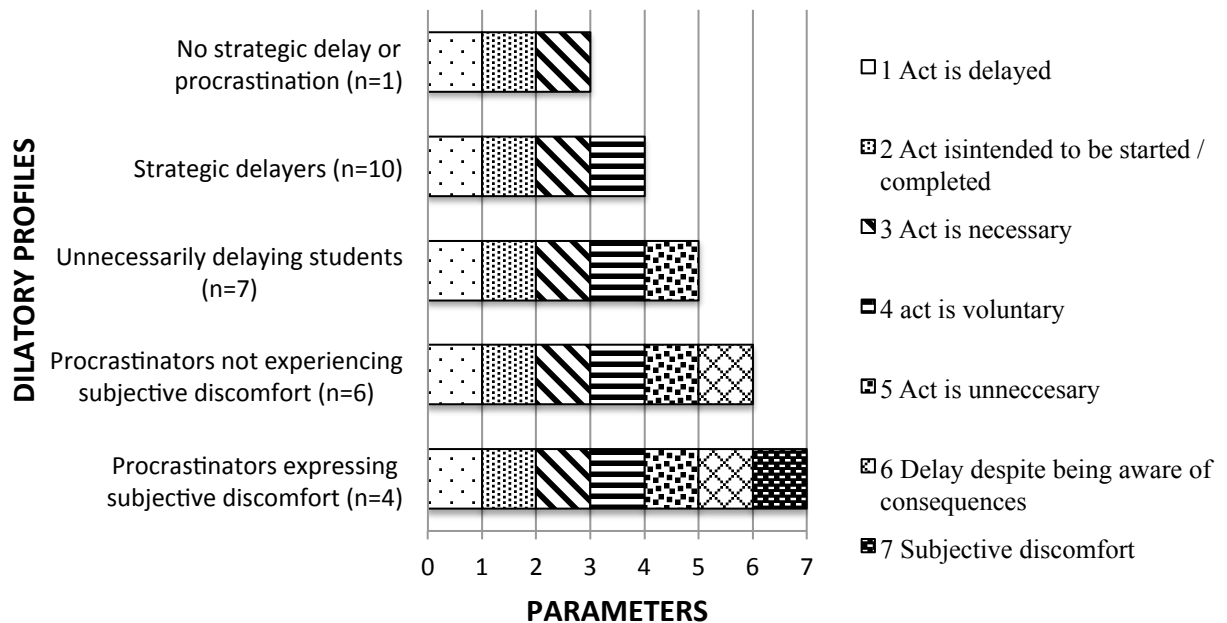 DILATORY PROFILES
No strategic delay or
procrastination (n=1)
Strategic delayers (n=10)
Unnecessarily delaying students
(n=7)
Procrastinators not experiencing
subjective discomfort (n=6)
Procrastinators expressing
subjective discomfort (n=4)
0 1 2 3 4 5 6 7
PARAMETERS
1 Act is delayed
2 Act isintended to be started /
completed
3 Act is necessary
4 act is voluntary
5 Act is unneccesary
6 Delay despite being aware of
consequences
7 Subjective discomfort